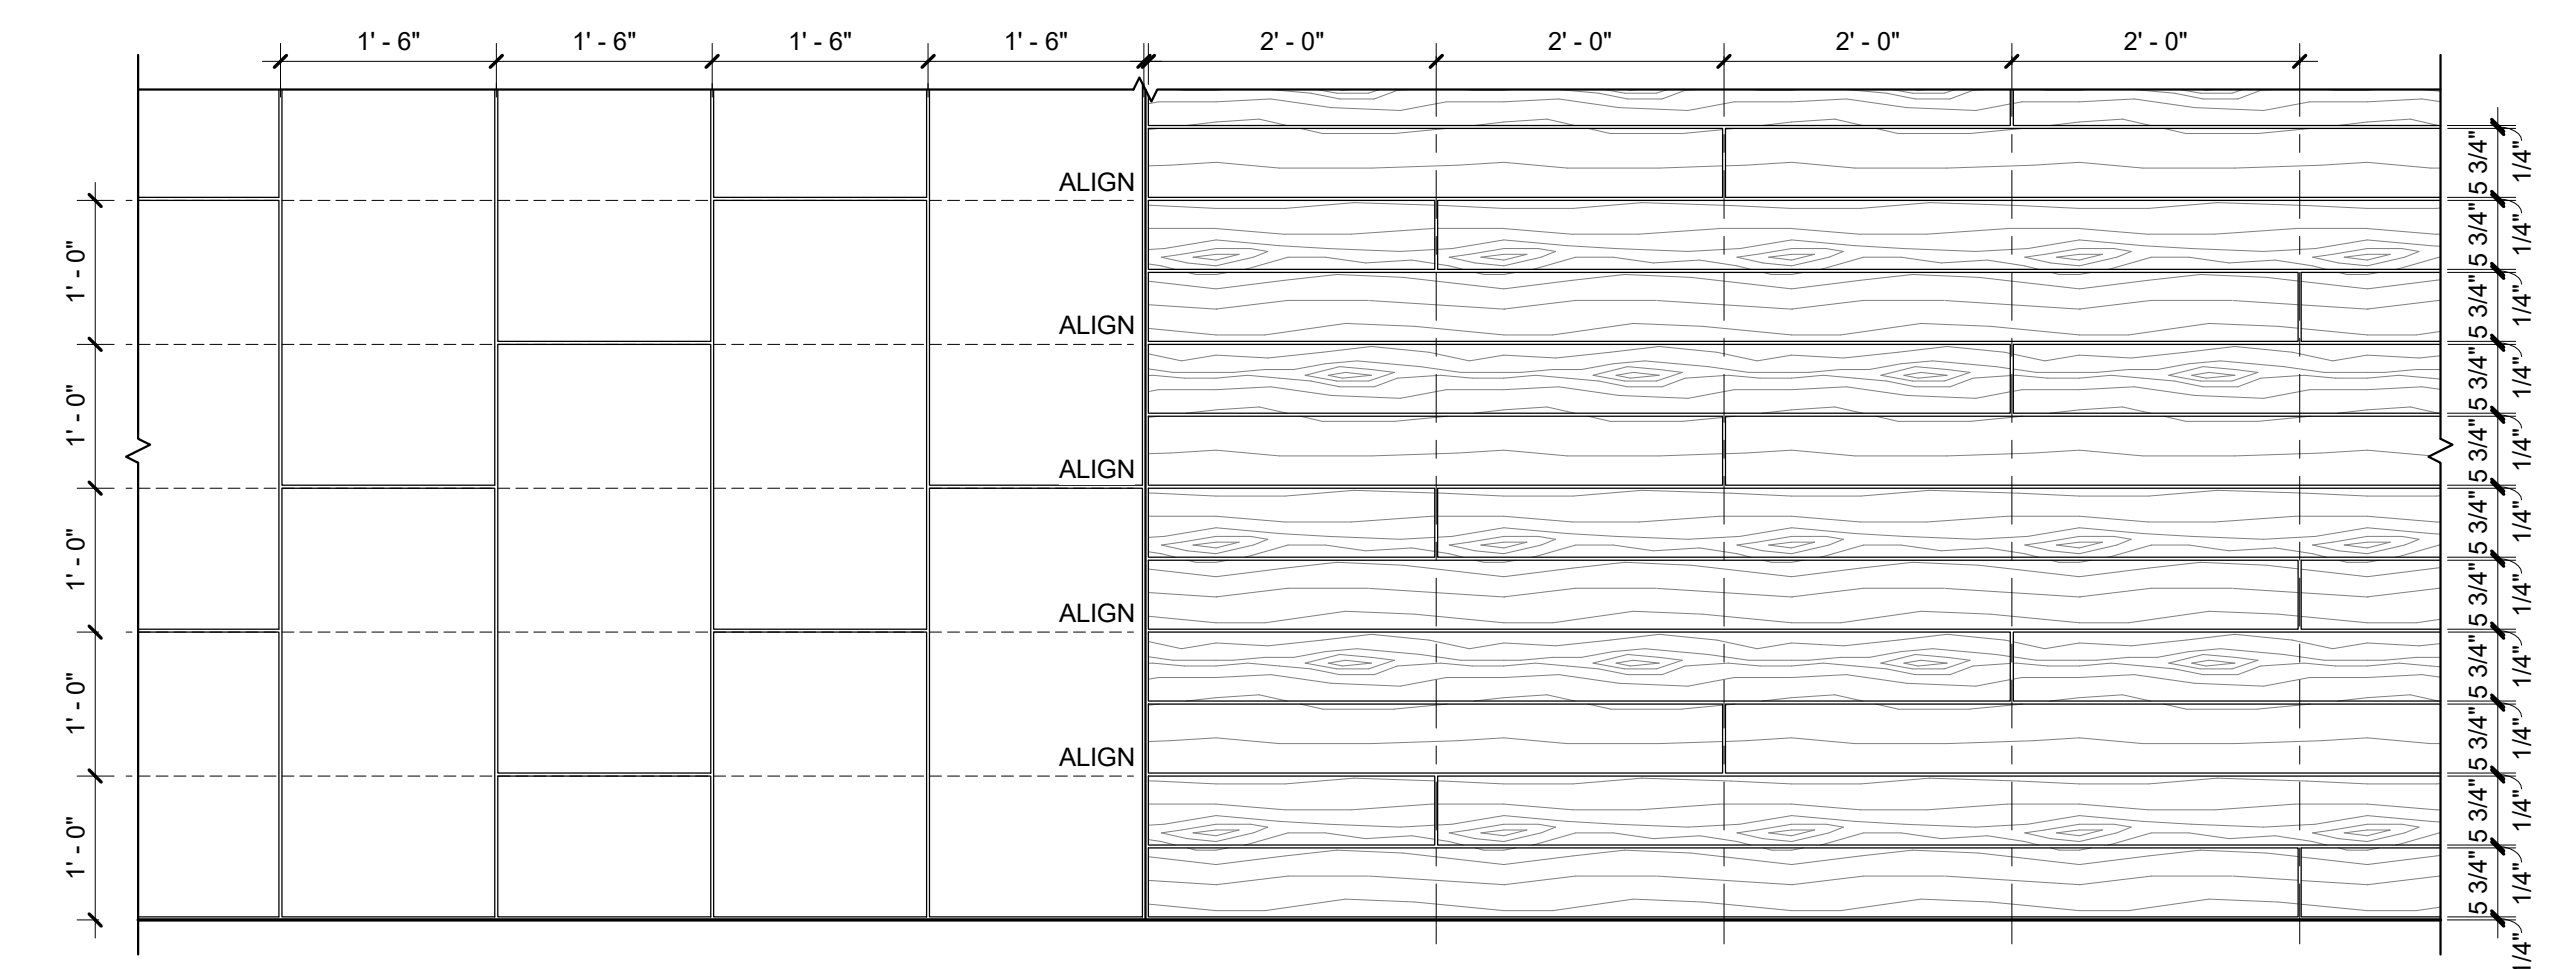 1' - 6" 1' - 6" 1' - 6" 1' - 6" 2' - 0" 2' - 0" 2' - 0" 2' - 0"
ALIGN
ALIGN
ALIGN
ALIGN
ALIGN
1' - 0"
1' - 0"
1' - 0"
1' - 0"
1' - 0"
5 3/4" 1/4"
5 3/4" 1/4"
5 3/4" 1/4"
5 3/4" 1/4"
5 3/4" 1/4"
5 3/4" 1/4"
5 3/4" 1/4"
5 3/4" 1/4"
5 3/4" 1/4"
5 3/4" 1/4"
5 3/4" 1/4"
1/4"